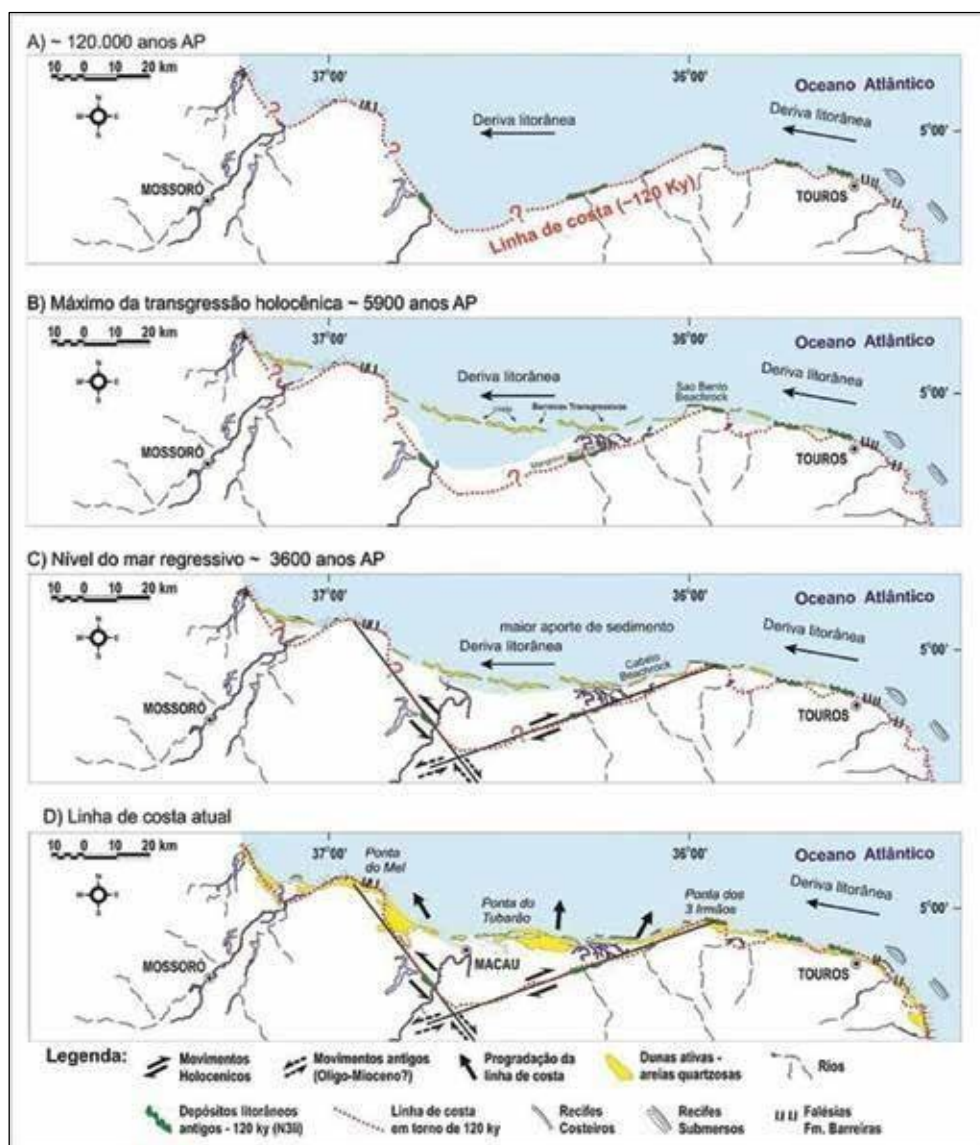 A) ~ 120.000 anos AP
10 0 10 20 km
37°00'
36°00'
Oceano Atlântico
N
W E
S
Deriva litorânea
Deriva litorânea
5°00'
MOSSORÓ
?
?
?
Linha de costa (~120 Ky)
TOUROS
B) Máximo da transgressão holocênica ~ 5900 anos AP
10 0 10 20 km
37°00'
36°00'
Oceano Atlântico
N
W E
S
Deriva litorânea
Sao Bento
Beachrock
Deriva litorânea
5°00'
Barreiras Transgressivas
MOSSORÓ
?
?
?
TOUROS
C) Nível do mar regressivo ~ 3600 anos AP
10 0 10 20 km
37°00'
36°00'
Oceano Atlântico
N
W E
S
maior aporte de sedimento
Deriva litorânea
Deriva litorânea
5°00'
Beachrock
MOSSORÓ
?
?
?
TOUROS
D) Linha de costa atual
10 0 10 20 km
37°00'
36°00'
Oceano Atlântico
N
W E
S
Ponta
do Mel
Ponta do
Tubarão
Ponta dos
3 Irmãos
Deriva litorânea
5°00'
MOSSORÓ
MACAU
TOUROS
Legenda:
Movimentos
Holocenicos
Movimentos antigos
(Oligo-Mioceno?)
Progradação da
linha de costa
Dunas ativas -
areias quartzosas
Rios
Depósitos litorâneos
antigos - 120 ky (N3li)
Linha de costa
em torno de 120 ky
Recifes
Costeiros
Recifes
Submersos
Falésias
Fm. Barreiras